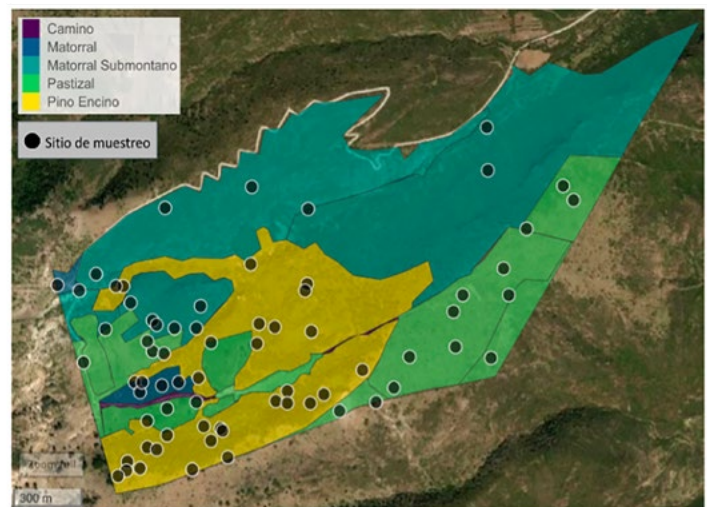 Camino
Matorral
Matorral Submontano
Pastizal
Pino Encino
Sitio de muestreo
300 m